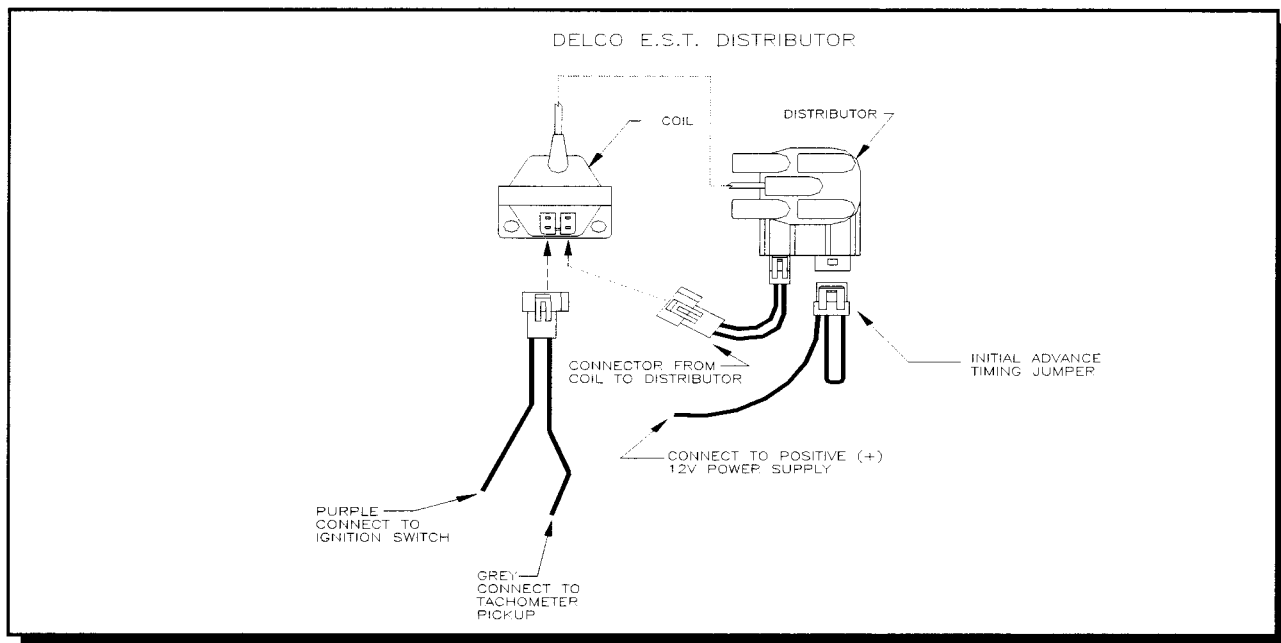 DELCO E.S.T. DISTRIBUTOR
COIL
DISTRIBUTOR
CONNECTOR FROM
COIL TO DISTRIBUTOR
INITIAL ADVANCE
TIMING JUMPER
CONNECT TO POSITIVE (+)
12V POWER SUPPLY
PURPLE
CONNECT TO
IGNITION SWITCH
GREY
CONNECT TO
TACHOMETER
PICKUP